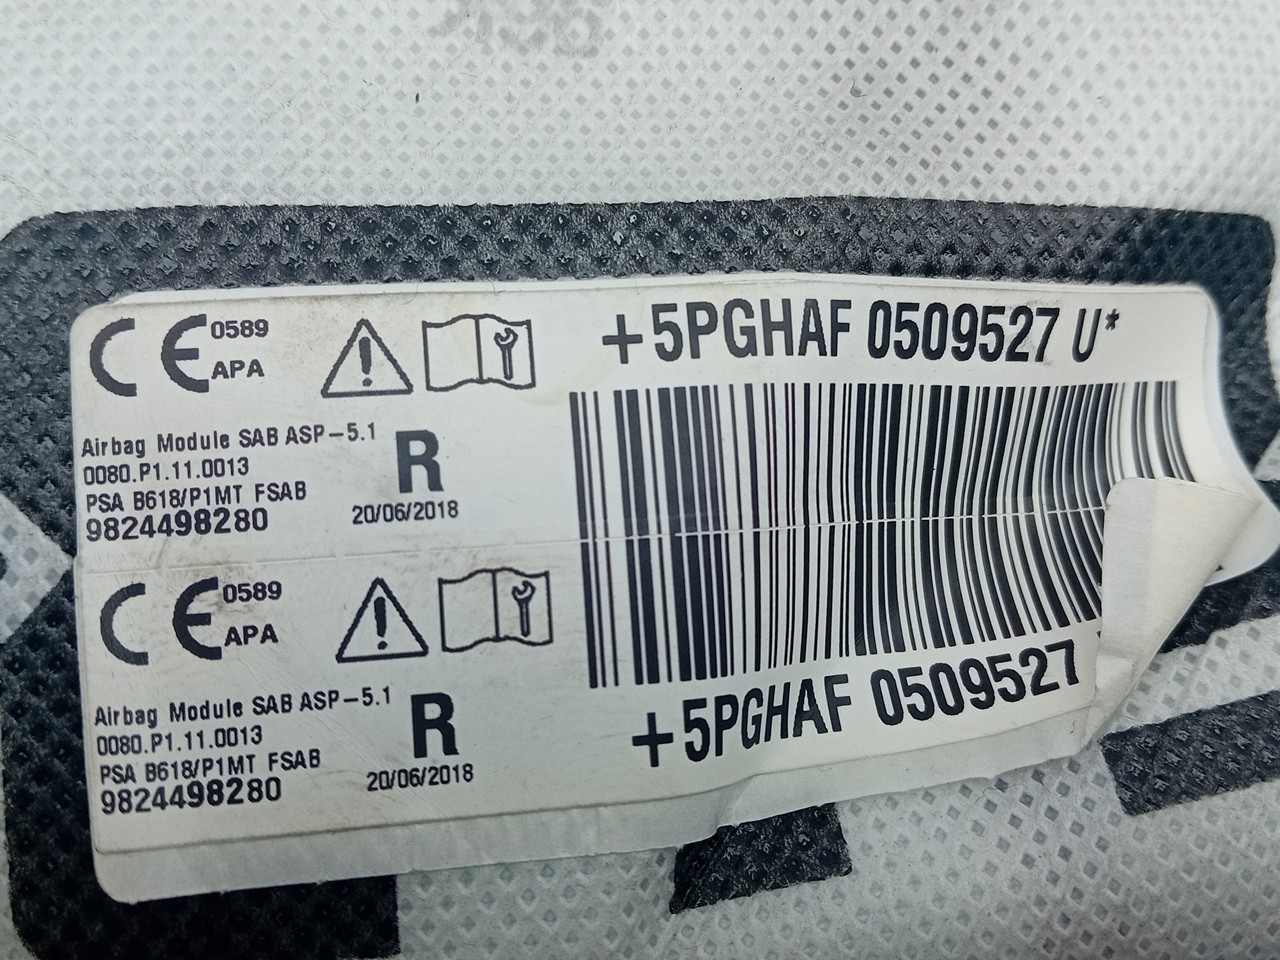 CE 0589
APA
+5PGHAF 0509527 U*
Airbag Module SAB ASP-5.1
0080.P1.11.0013
PSA B618/P1MT FSAB
9824498280
R
20/06/2018
CE 0589
APA
Airbag Module SAB ASP-5.1
0080.P1.11.0013
PSA B618/P1MT FSAB
9824498280
R
20/06/2018
+5PGHAF 0509527